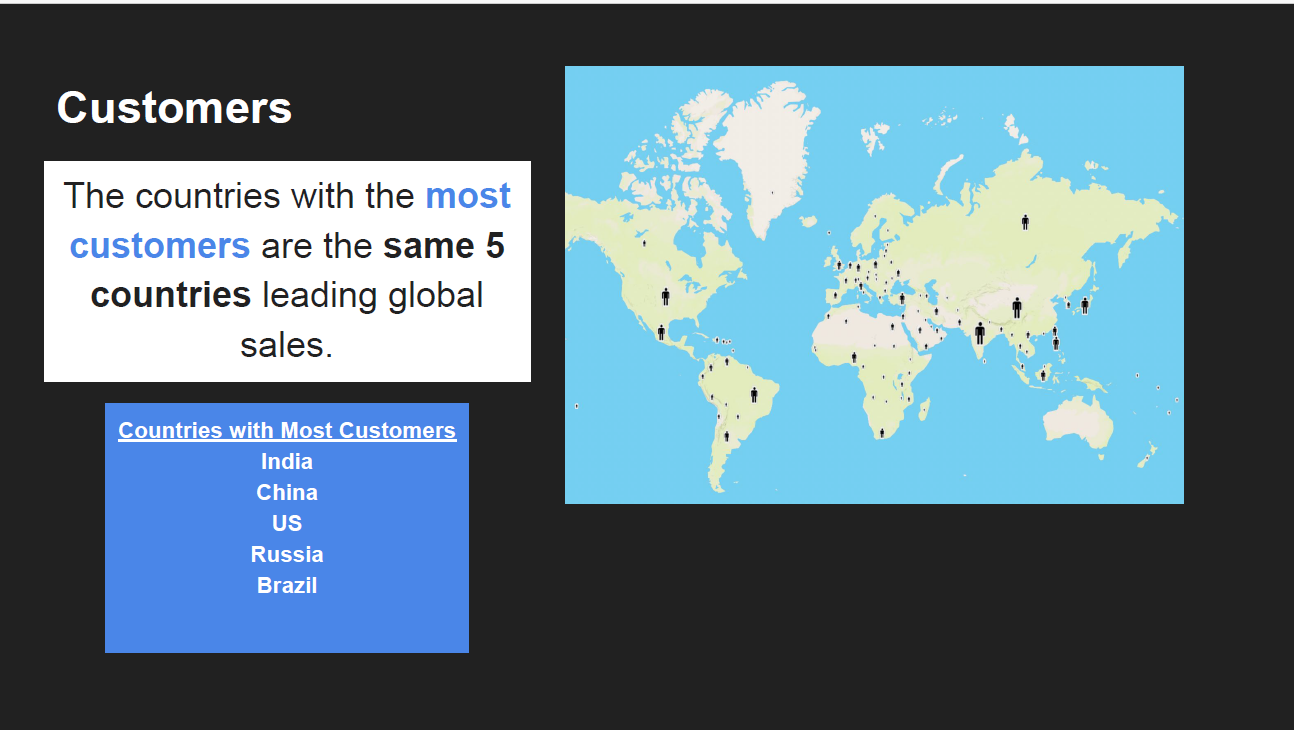 Customers
The countries with the most
customers are the same 5
countries leading global
sales.
Countries with Most Customers
India
China
US
Russia
Brazil